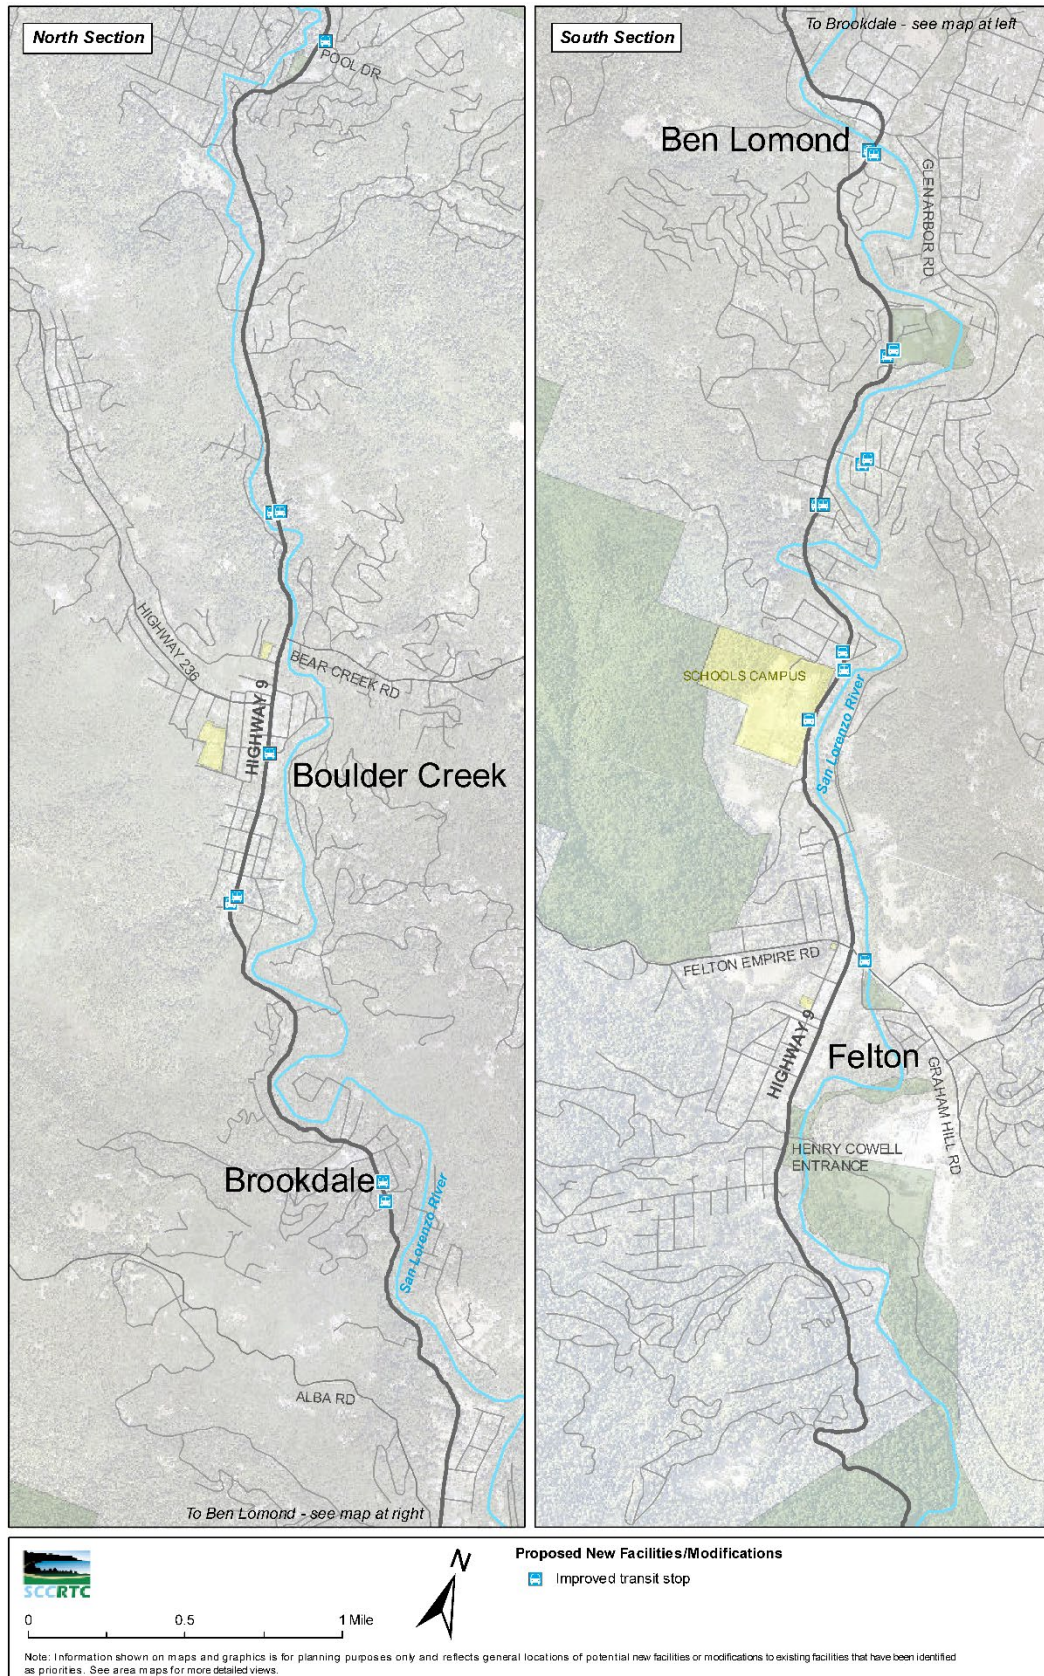 North Section
POOL DR
HIGHWAY 236
BEAR CREEK RD
HIGHWAY 9
Boulder Creek
Brookdale
San Lorenzo River
ALBA RD
To Ben Lomond - see map at right
South Section
To Brookdale - see map at left
Ben Lomond
GLEN ARBOR RD
SCHOOLS CAMPUS
San Lorenzo River
FELTON EMPIRE RD
HIGHWAY 9
Felton
GRAHAM HILL RD
HENRY COWELL
ENTRANCE
SCCRTC
0 0.5 1 Mile
N
Proposed New Facilities/Modifications
Improved transit stop
Note: Information shown on maps and graphics is for planning purposes only and reflects general locations of potential new facilities or modifications to existing facilities that have been identified
as priorities. See area maps for more detailed views.